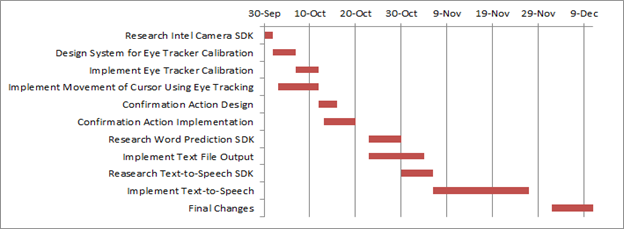 30-Sep 10-Oct 20-Oct 30-Oct 9-Nov 19-Nov 29-Nov 9-Dec
Research Intel Camera SDK
Design System for Eye Tracker Calibration
Implement Eye Tracker Calibration
Implement Movement of Cursor Using Eye Tracking
Confirmation Action Design
Confirmation Action Implementation
Research Word Prediction SDK
Implement Text File Output
Reasearch Text-to-Speech SDK
Implement Text-to-Speech
Final Changes